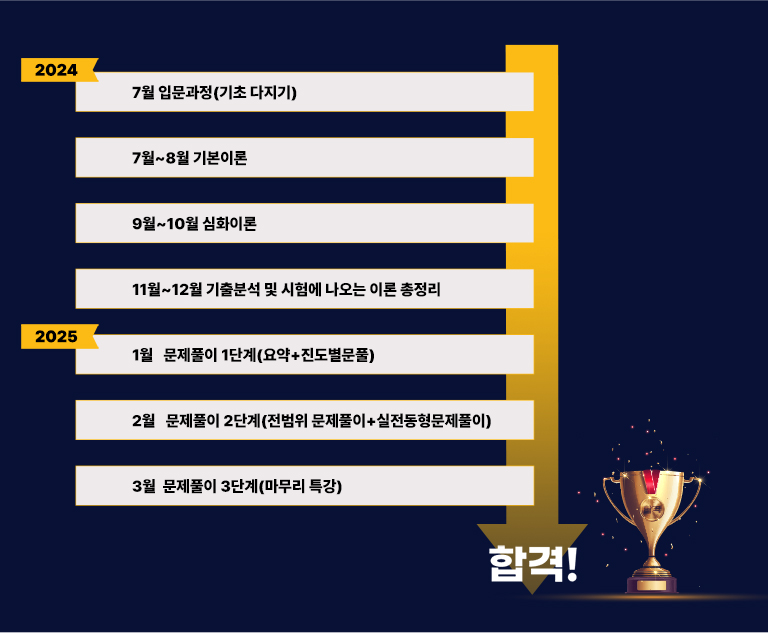 2024
7월 입문과정(기초 다지기)
7월~8월 기본이론
9월~10월 심화이론
11월~12월 기출분석 및 시험에 나오는 이론 총정리
2025
1월 문제풀이 1단계(요약+진도별문풀)
2월 문제풀이 2단계(전범위 문제풀이+실전동형문제풀이)
3월 문제풀이 3단계(마무리 특강)
합격!